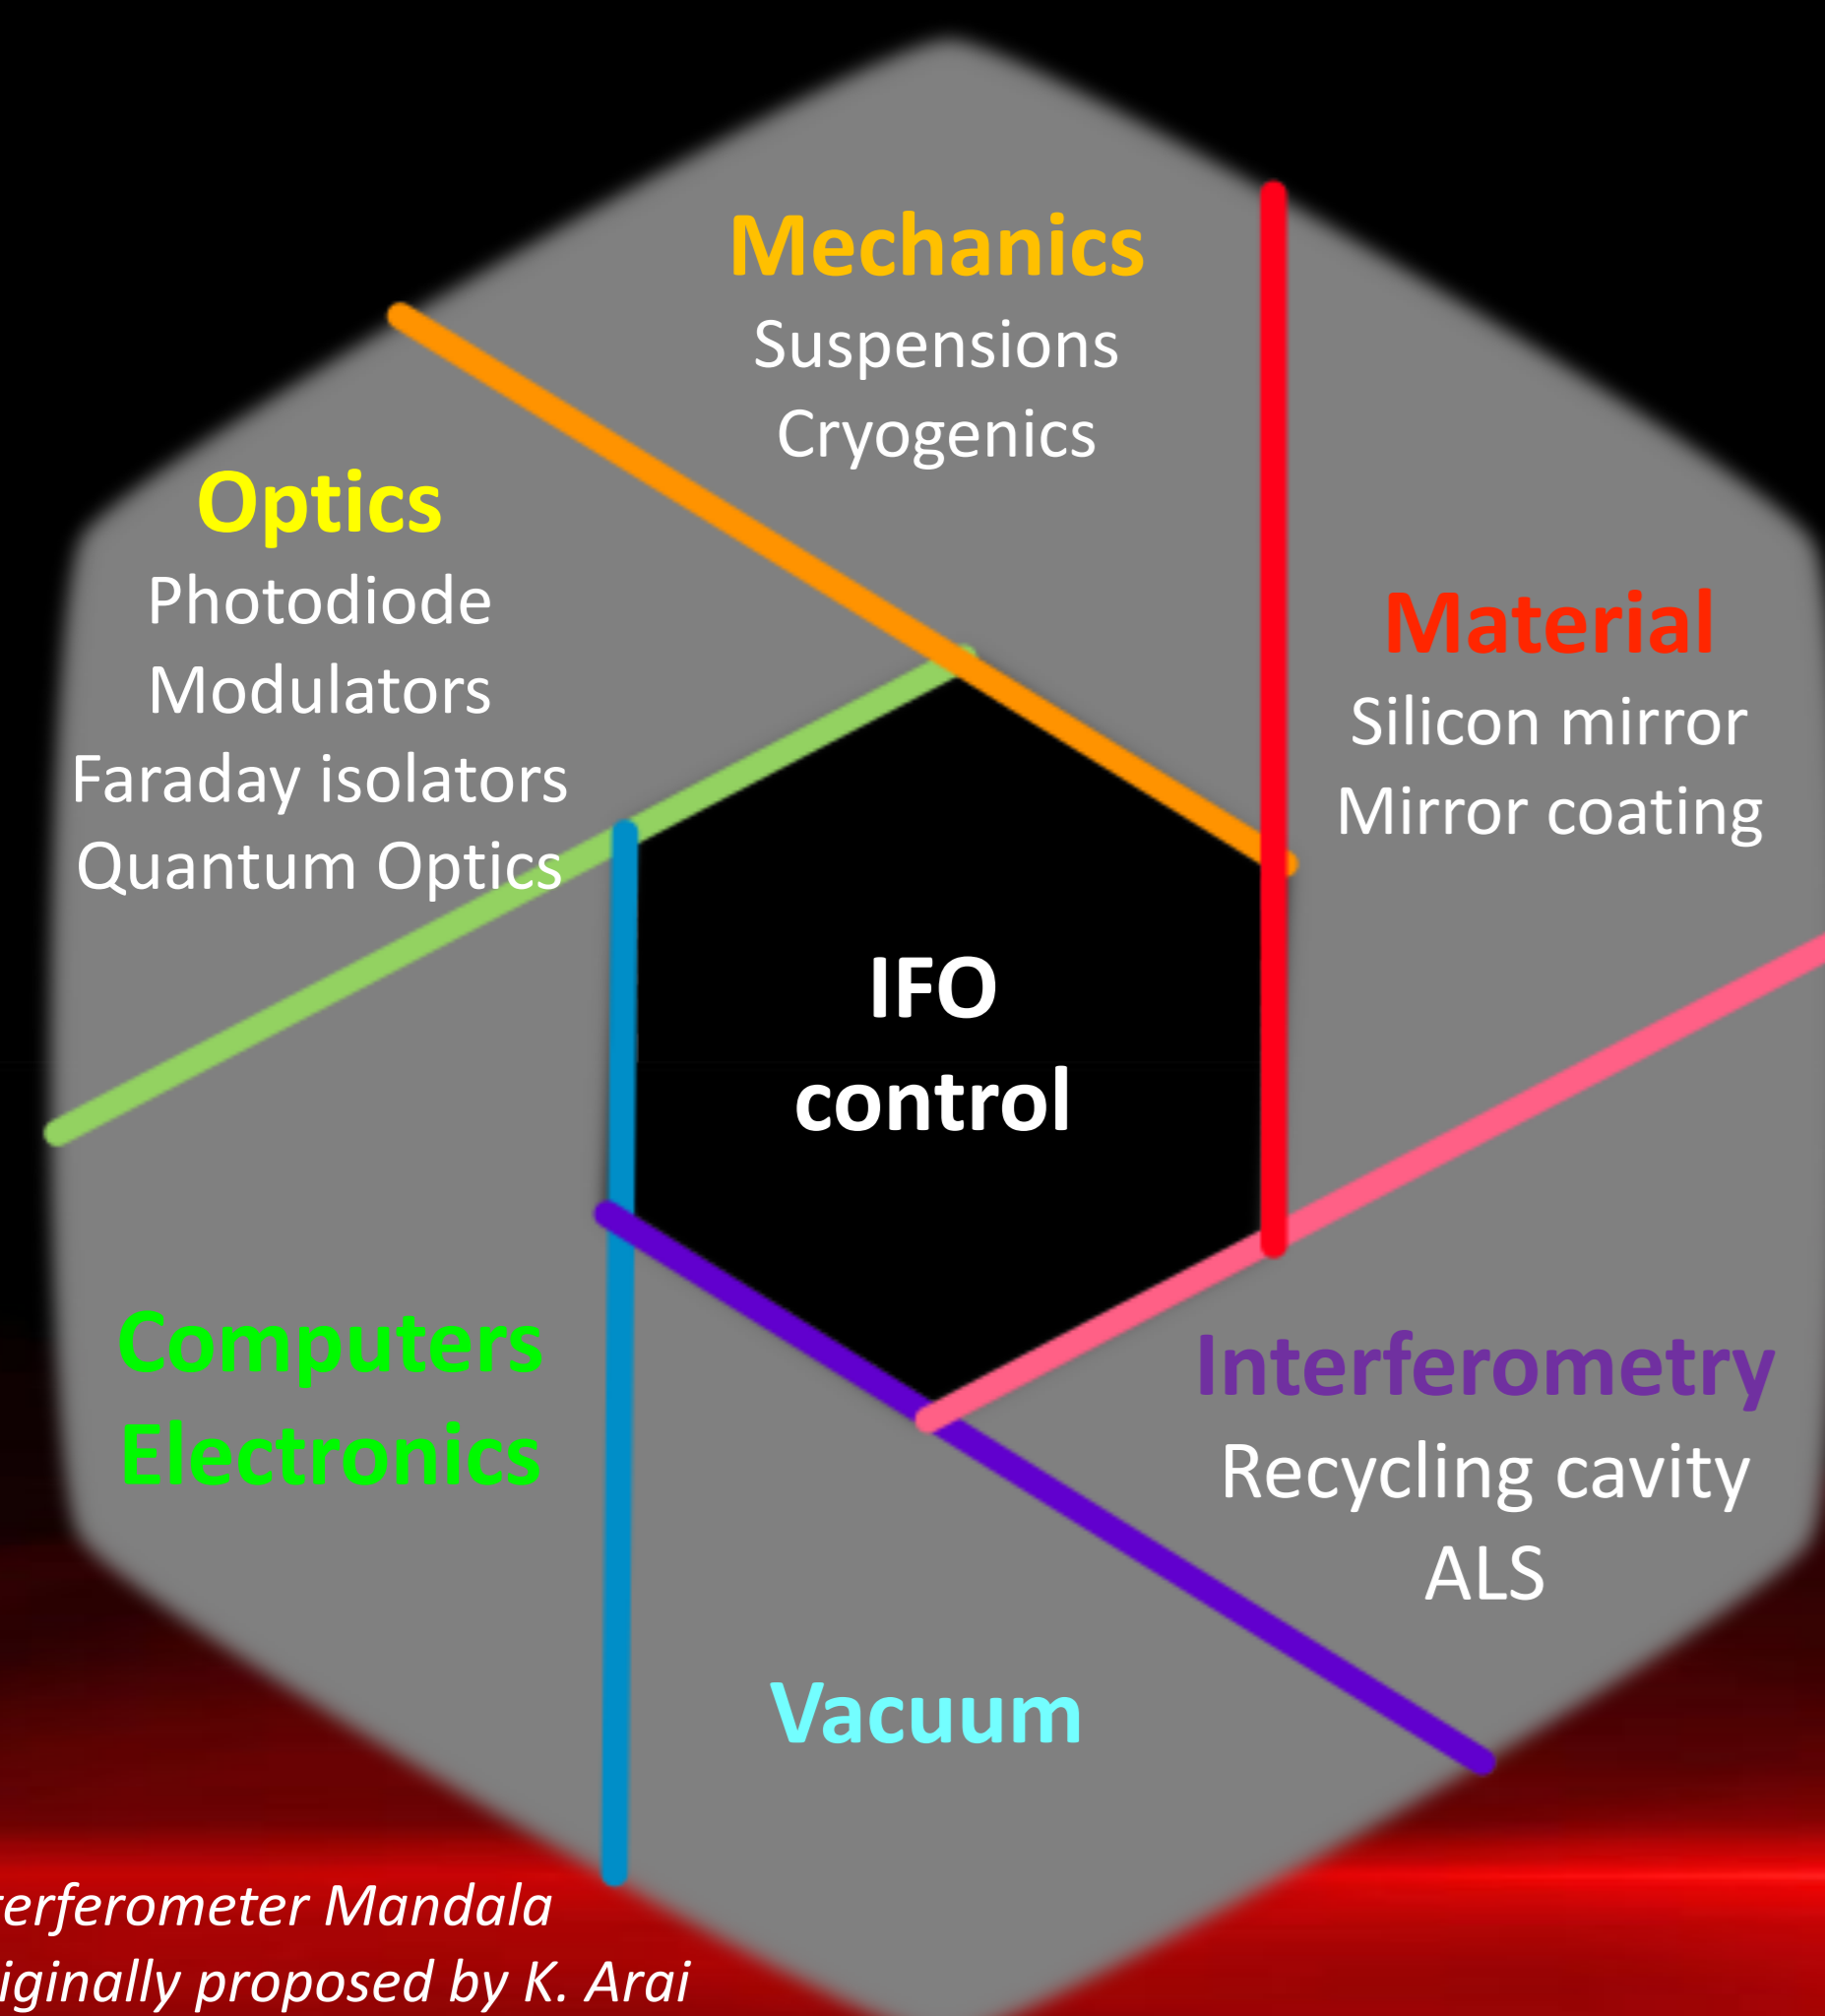 Mechanics
Suspensions
Cryogenics
Optics
Photodiode
Modulators
Faraday isolators
Quantum Optics
Material
Silicon mirror
Mirror coating
IFO
control
Computers
Electronics
Interferometry
Recycling cavity
ALS
Vacuum
terferometer Mandala
iginally proposed by K. Arai